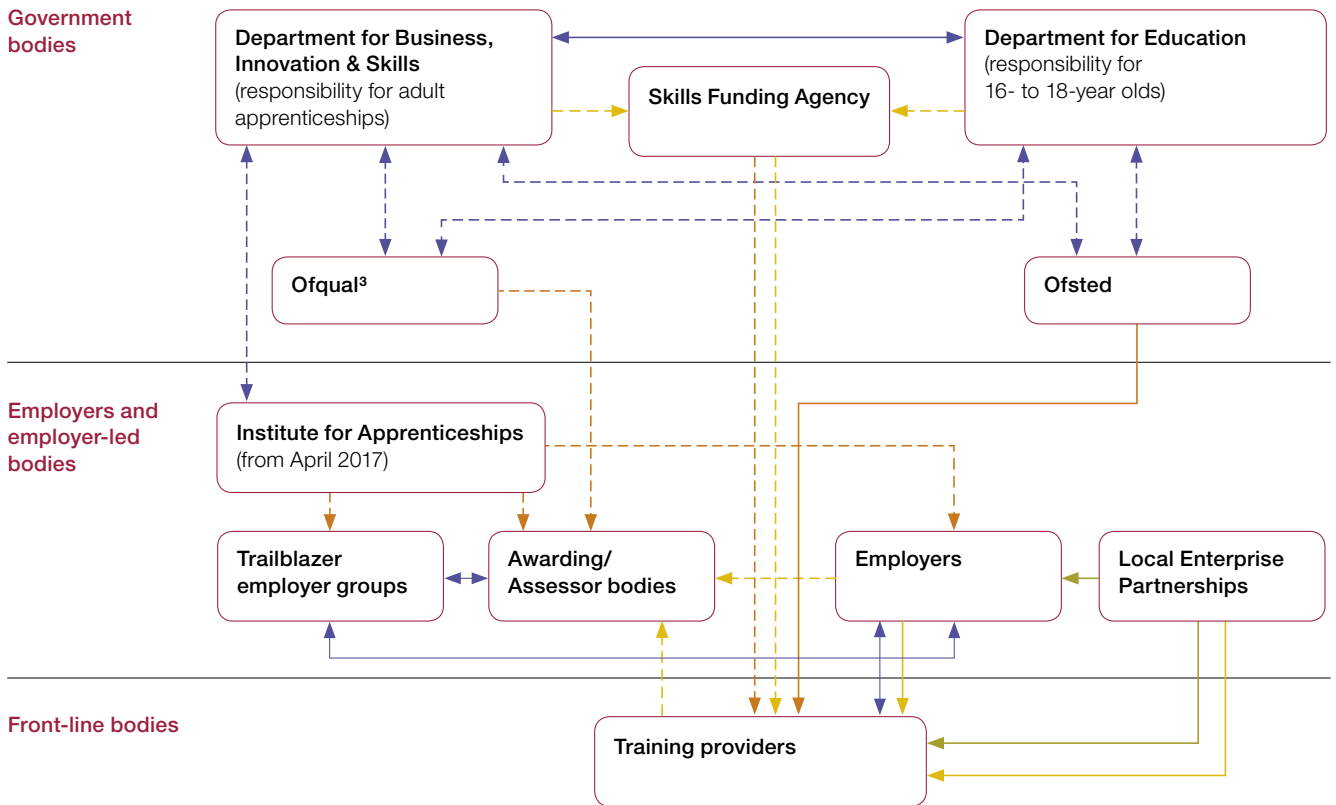 Government
bodies
Department for Business,
Innovation & Skills
(responsibility for adult
apprenticeships)
Skills Funding Agency
Department for Education
(responsibility for
16- to 18-year olds)
Ofqual³
Ofsted
Employers and
employer-led
bodies
Institute for Apprenticeships
(from April 2017)
Trailblazer
employer groups
Awarding/
Assessor bodies
Employers
Local Enterprise
Partnerships
Front-line bodies
Training providers